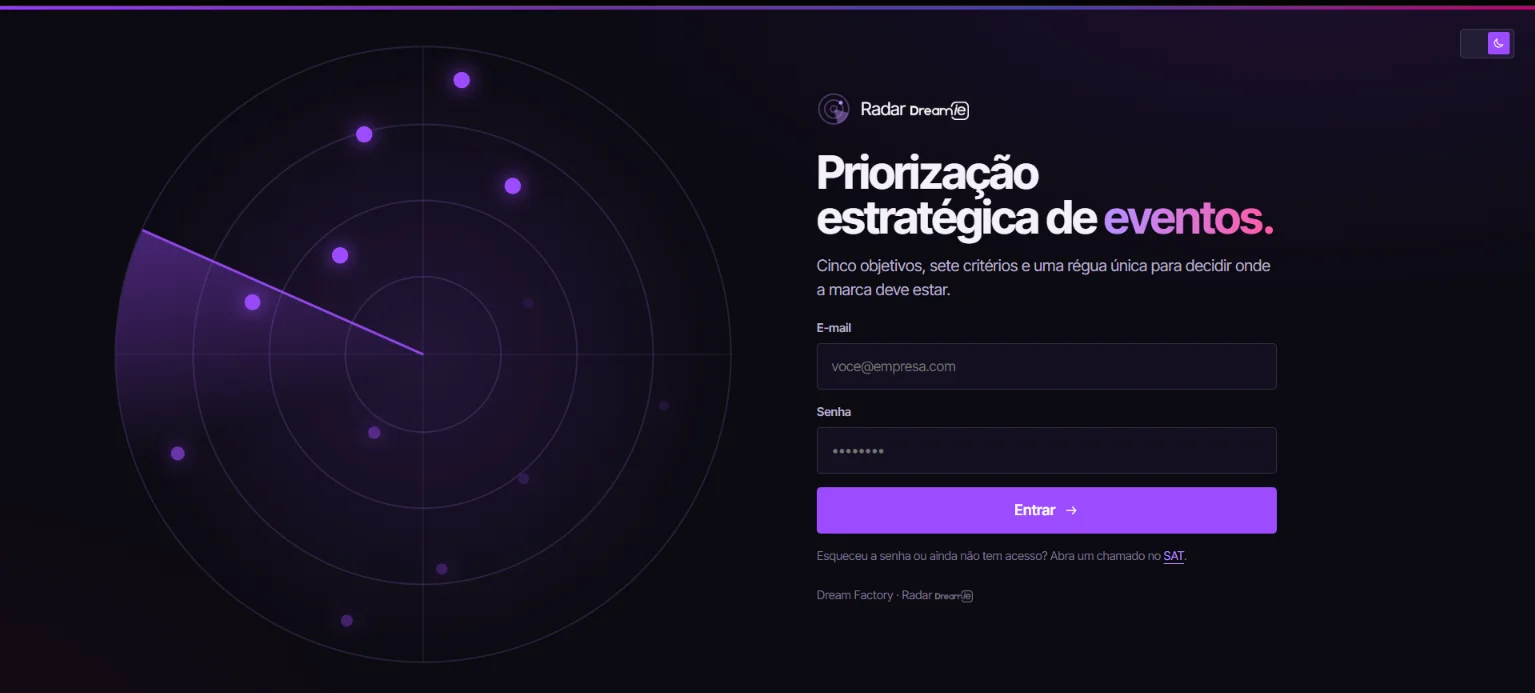 Radar Dream/e
Priorização
estratégica de eventos.
Cinco objetivos, sete critérios e uma régua única para decidir onde
a marca deve estar.
E-mail
voce@empresa.com
Senha
••••••••
Entrar →
Esqueceu a senha ou ainda não tem acesso? Abra um chamado no SAT.
Dream Factory · Radar Dream/e